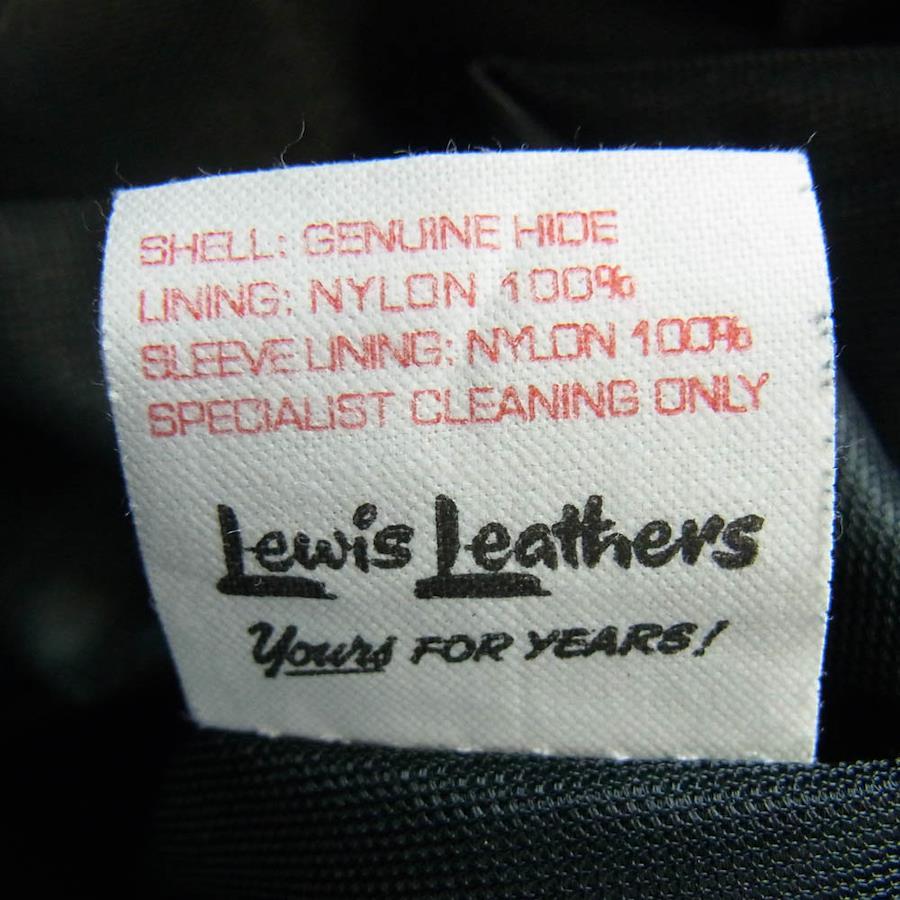 SHELL: GENUINE HIDE
LINING: NYLON 100%
SLEEVE LINING: NYLON 100%
SPECIALIST CLEANING ONLY
Lewis Leathers
Yours FOR YEARS!